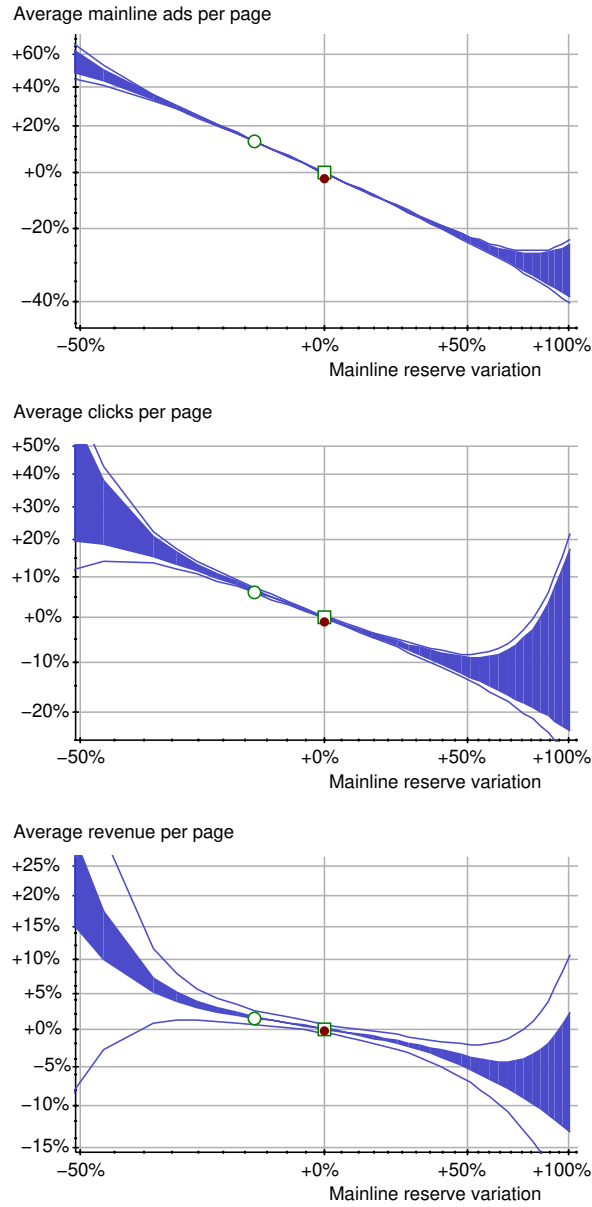 Average mainline ads per page
+60%
+40%
+20%
+0%
−20%
−40%
−50% +0% +50% +100%
Mainline reserve variation
Average clicks per page
+50%
+40%
+30%
+20%
+10%
+0%
−10%
−20%
−50% +0% +50% +100%
Mainline reserve variation
Average revenue per page
+25%
+20%
+15%
+10%
+5%
+0%
−5%
−10%
−15%
−50% +0% +50% +100%
Mainline reserve variation